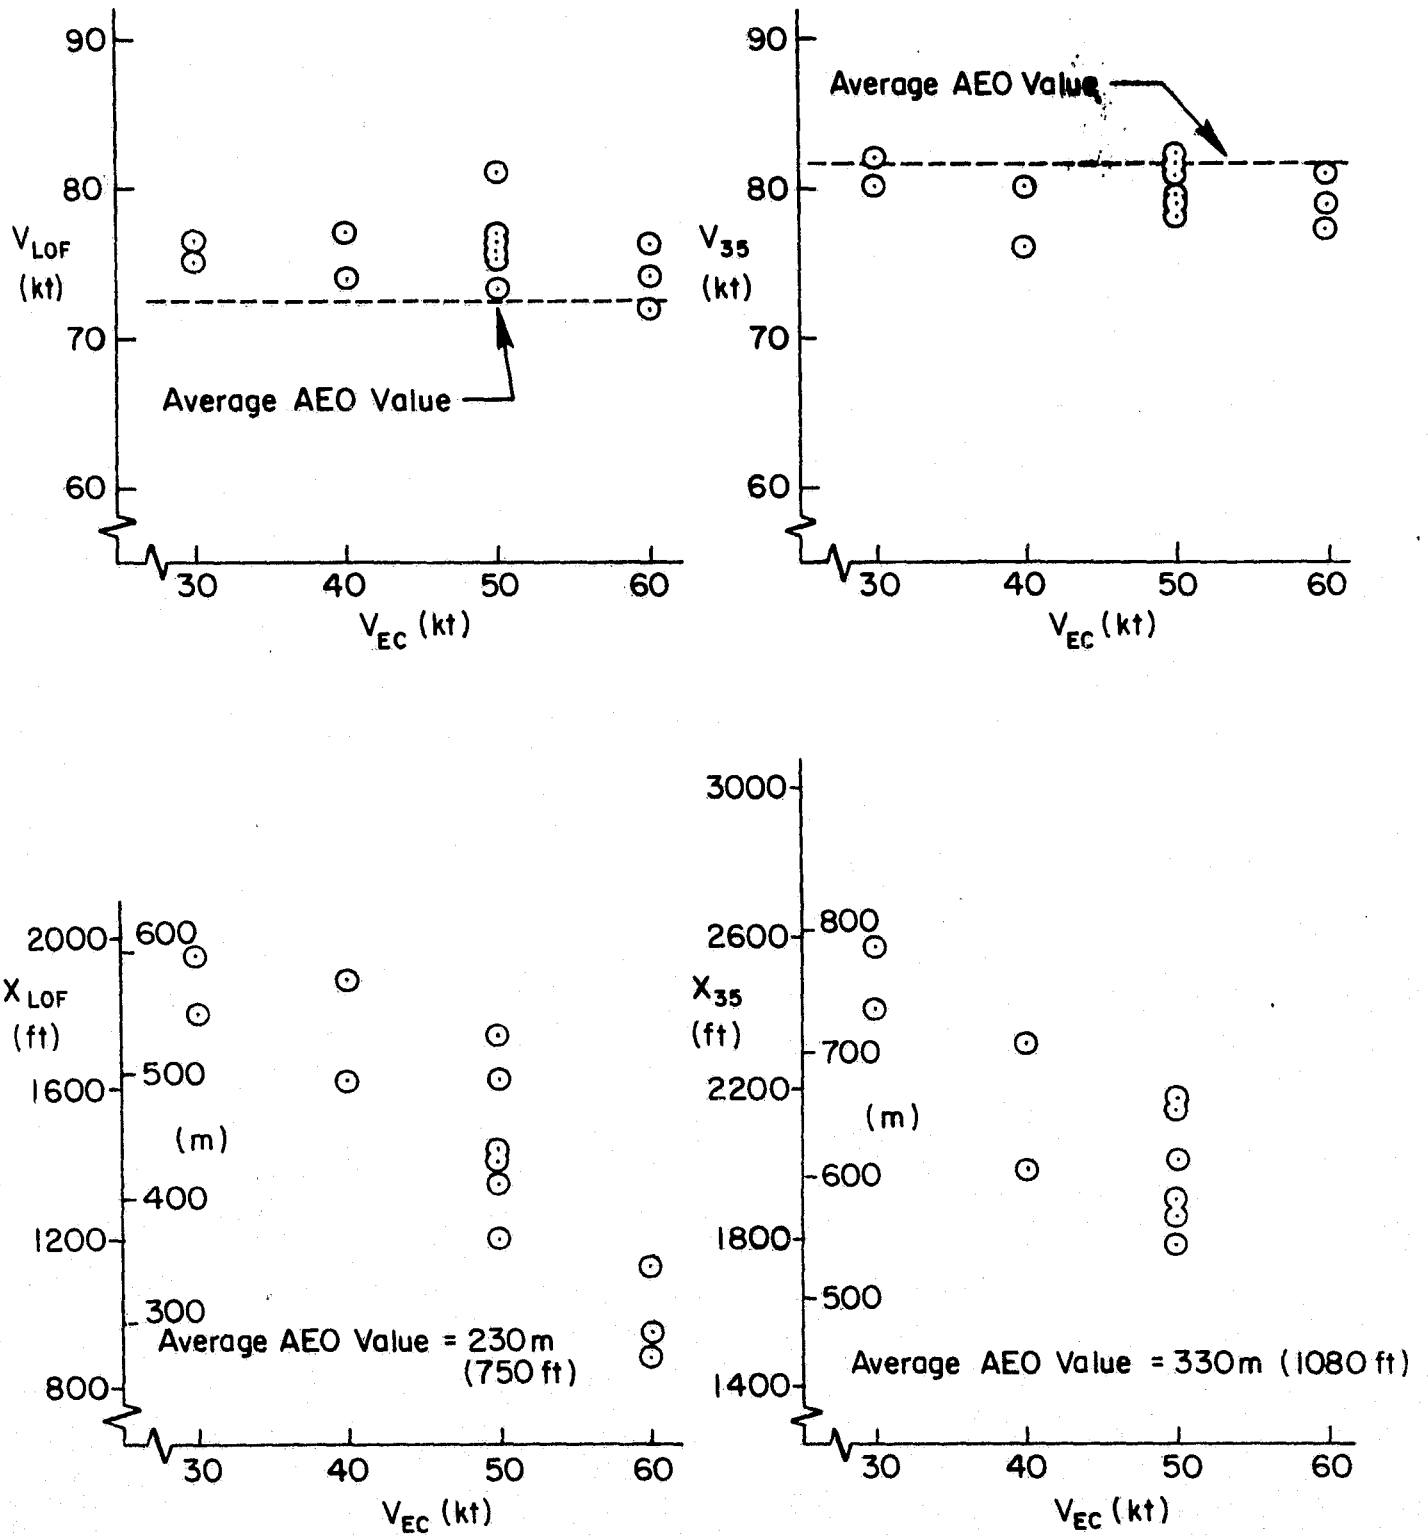 90
80
V_LOF
(kt)
70
Average AEO Value
60
30 40 50 60
V_EC (kt)
90
Average AEO Value
80
V_35
(kt)
70
60
30 40 50 60
V_EC (kt)
2000 600
X_LOF
(ft)
1600 500
(m)
400
1200
300
Average AEO Value = 230 m
(750 ft)
800
30 40 50 60
V_EC (kt)
3000
2600 800
X_35
(ft)
700
2200
(m)
600
1800
500
Average AEO Value = 330 m (1080 ft)
1400
30 40 50 60
V_EC (kt)